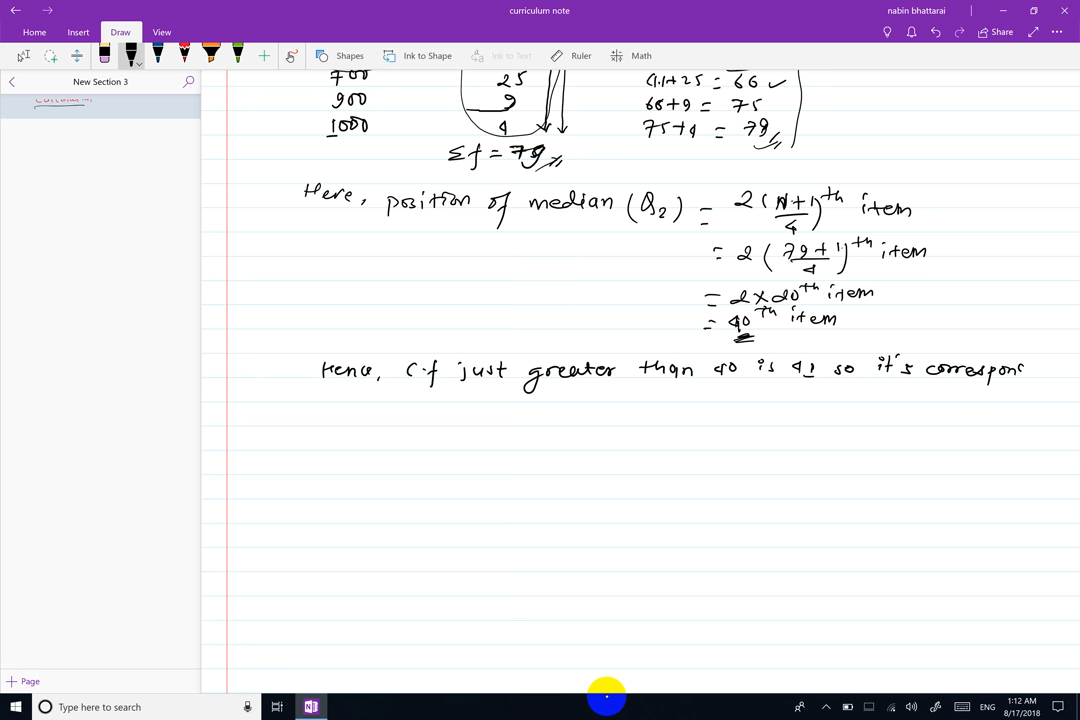 curriculum note
nabin bhattarai
Home Insert Draw View
Share
Shapes Ink to Shape Ink to Text Ruler Math
New Section 3
700 25 41+25 = 66 ✓
900 9 66+9 = 75
1000 4 75+4 = 79
Σf = 79
Here, position of median (Q2) = 2 (N+1/4)th item
= 2 (79+1/4)th item
= 2×20th item
= 40th item
Hence, C.f just greater than 40 is 41 so it's correspon
+ Page
Type here to search
ENG
1:12 AM
8/17/2018